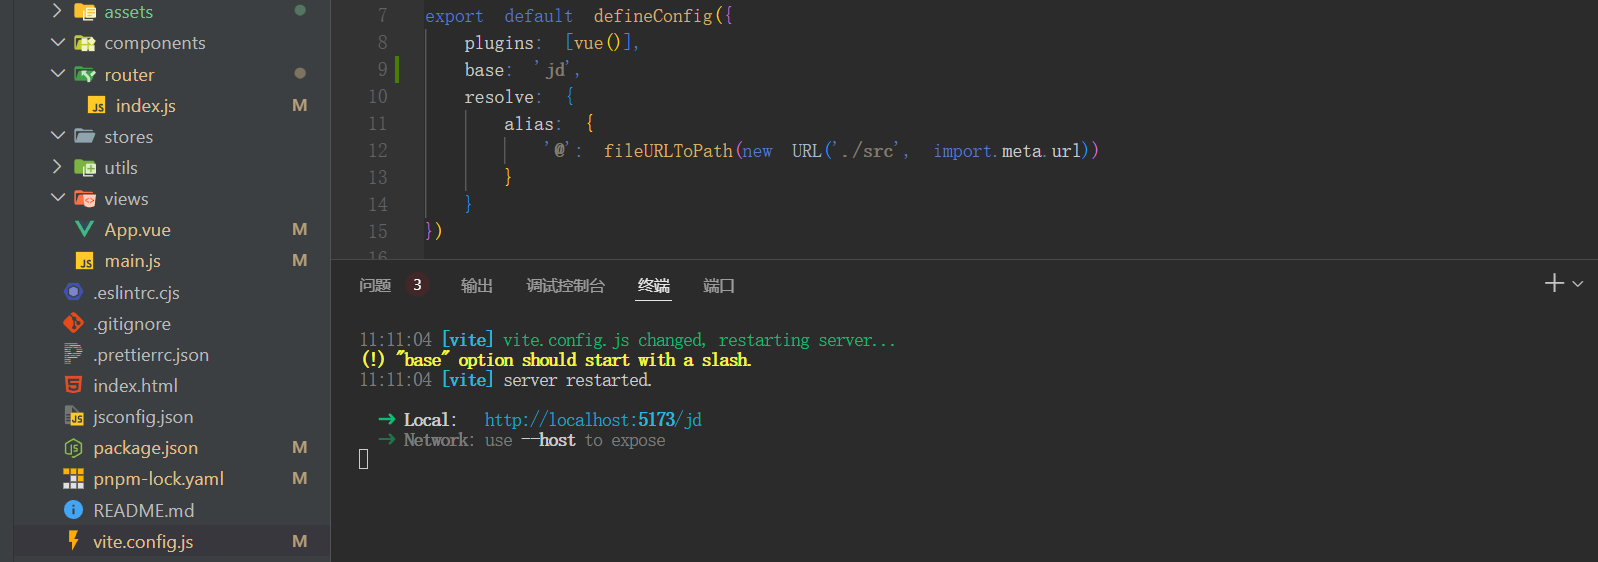 assets
components
router
index.js M
stores
utils
views
App.vue M
main.js M
.eslintrc.cjs
.gitignore
.prettierrc.json
index.html
jsconfig.json
package.json M
pnpm-lock.yaml M
README.md
vite.config.js M
7 export default defineConfig({
8 plugins: [vue()],
9 base: 'jd',
10 resolve: {
11 alias: {
12 '@': fileURLToPath(new URL('./src', import.meta.url))
13 }
14 }
15 })
16
问题 3 输出 调试控制台 终端 端口
11:11:04 [vite] vite.config.js changed, restarting server...
(!) "base" option should start with a slash.
11:11:04 [vite] server restarted.
➜ Local: http://localhost:5173/jd
➜ Network: use --host to expose